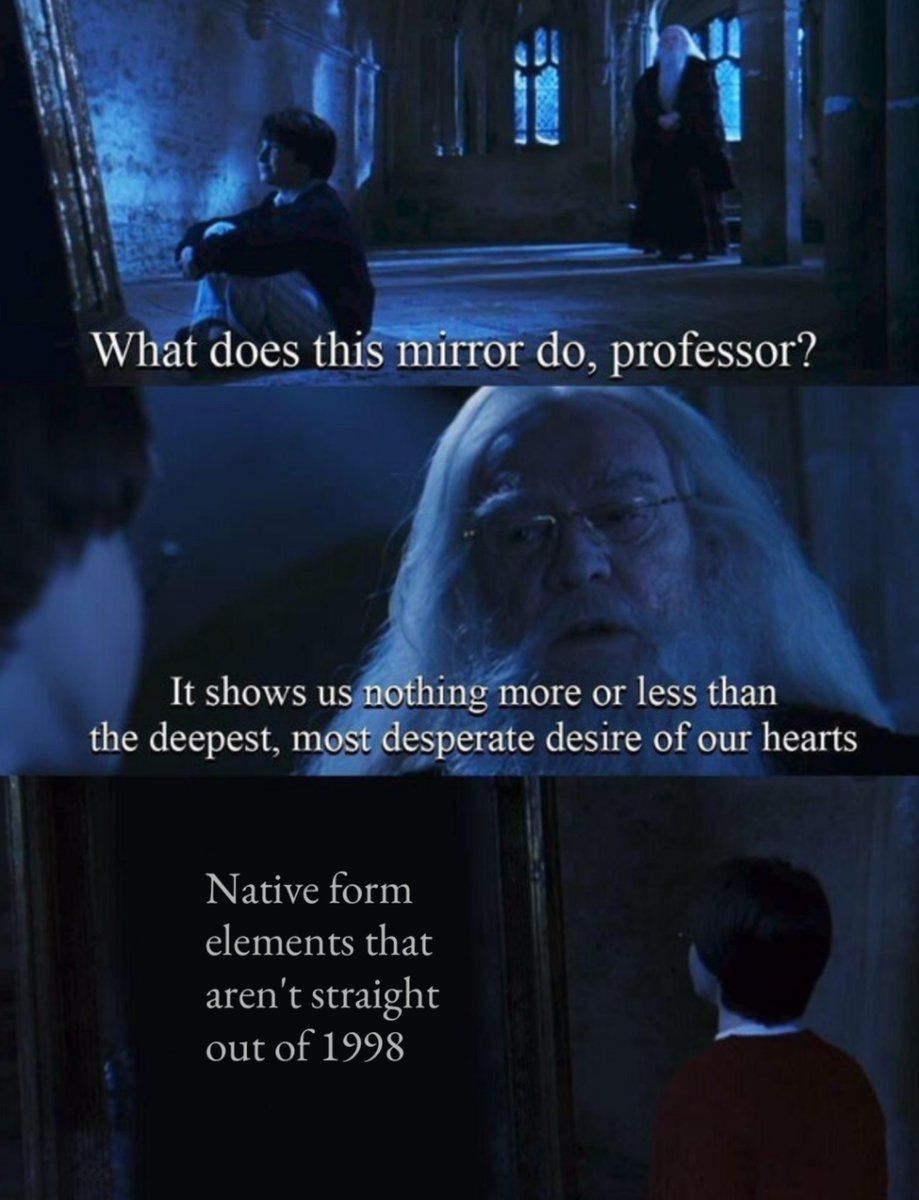 What does this mirror do, professor?
It shows us nothing more or less than
the deepest, most desperate desire of our hearts
Native form
elements that
aren't straight
out of 1998